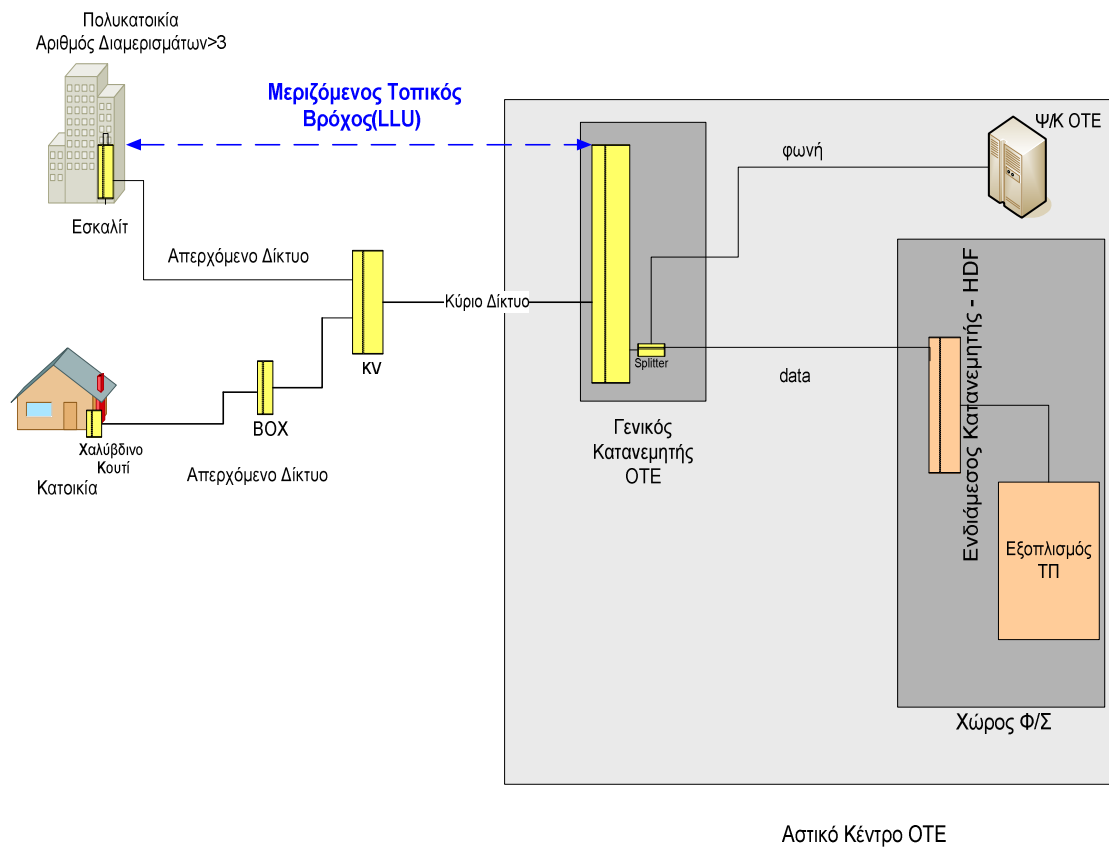 Πολυκατοικία
Αριθμός Διαμερισμάτων>3
Μεριζόμενος Τοπικός
Βρόχος(LLU)
Ψ/Κ ΟΤΕ
φωνή
Εσκαλίτ
Απερχόμενο Δίκτυο
Κύριο Δίκτυο
Ενδιάμεσος Κατανεμητής - HDF
KV
Splitter
data
BOX
Γενικός
Κατανεμητής
ΟΤΕ
Χαλύβδινο
Κουτί
Απερχόμενο Δίκτυο
Κατοικία
Εξοπλισμός
ΤΠ
Χώρος Φ/Σ
Αστικό Κέντρο ΟΤΕ